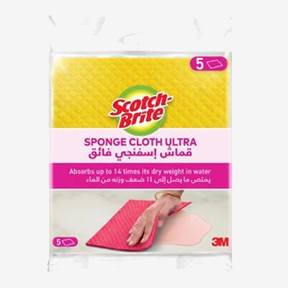 5
Scotch-Brite
SPONGE CLOTH ULTRA
قماش إسفنجي فائق
Absorbs up to 14 times its dry weight in water
يمتص ما يصل إلى ١٤ ضعف وزنه من الماء
5
3M